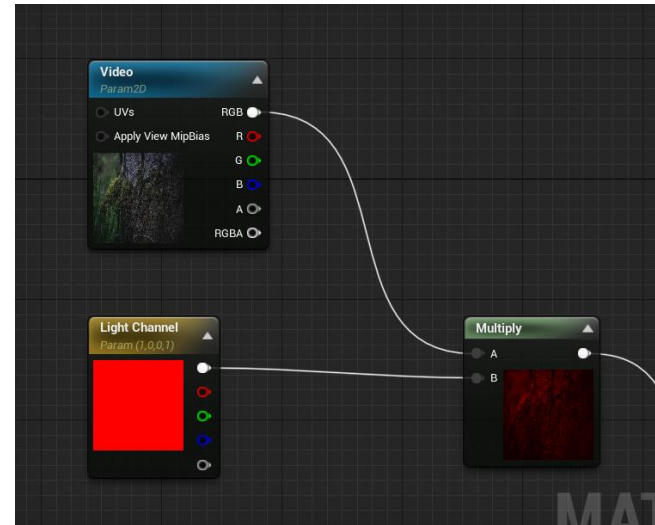 Video
Param2D
UVs RGB
Apply View MipBias R
G
B
A
RGBA
Light Channel
Param (1,0,0,1)
Multiply
A
B
MAT